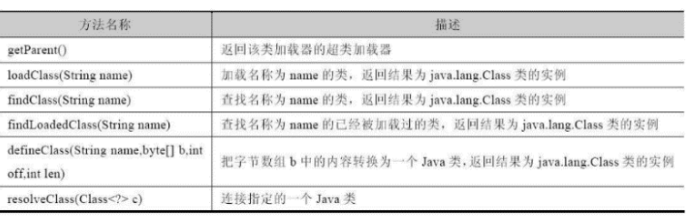 方法名称 描述
getParent() 返回该类加载器的超类加载器
loadClass(String name) 加载名称为 name 的类，返回结果为 java.lang.Class 类的实例
findClass(String name) 查找名称为 name 的类，返回结果为 java.lang.Class 类的实例
findLoadedClass(String name) 查找名称为 name 的已经被加载过的类，返回结果为 java.lang.Class 类的实例
defineClass(String name,byte[] b,int
off,int len) 把字节数组 b 中的内容转换为一个 Java 类,返回结果为 java.lang.Class 类的实例
resolveClass(Class<?> c) 连接指定的一个 Java 类